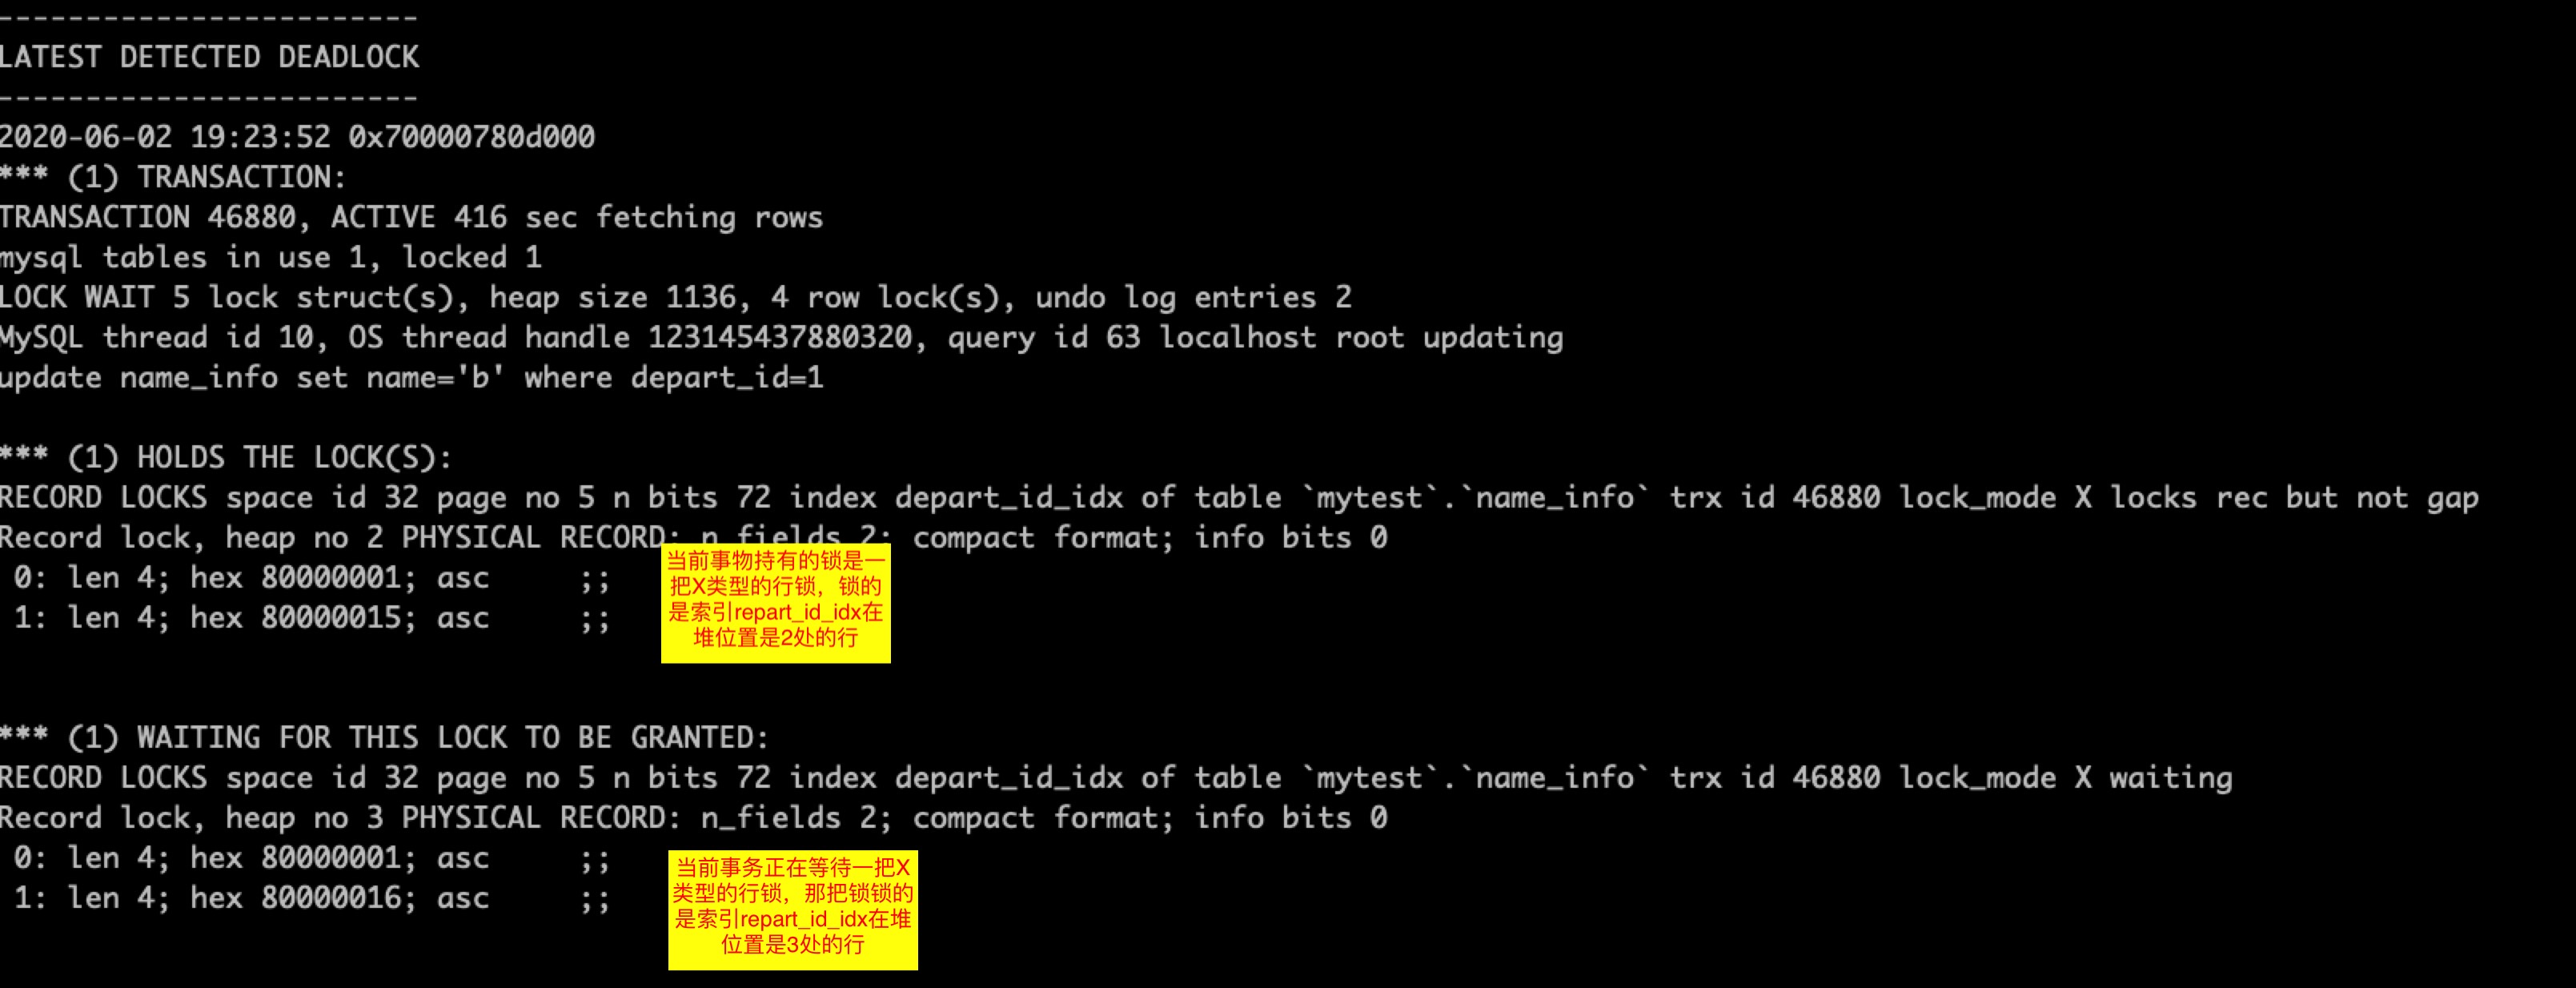 ------------------------
LATEST DETECTED DEADLOCK
------------------------
2020-06-02 19:23:52 0x70000780d000
*** (1) TRANSACTION:
TRANSACTION 46880, ACTIVE 416 sec fetching rows
mysql tables in use 1, locked 1
LOCK WAIT 5 lock struct(s), heap size 1136, 4 row lock(s), undo log entries 2
MySQL thread id 10, OS thread handle 123145437880320, query id 63 localhost root updating
update name_info set name='b' where depart_id=1
*** (1) HOLDS THE LOCK(S):
RECORD LOCKS space id 32 page no 5 n bits 72 index depart_id_idx of table `mytest`.`name_info` trx id 46880 lock_mode X locks rec but not gap
Record lock, heap no 2 PHYSICAL RECORD: n_fields 2; compact format; info bits 0
0: len 4; hex 80000001; asc     ;;
1: len 4; hex 80000015; asc     ;;
当前事物持有的锁是一
把X类型的行锁，锁的
是索引repart_id_idx在
堆位置是2处的行
*** (1) WAITING FOR THIS LOCK TO BE GRANTED:
RECORD LOCKS space id 32 page no 5 n bits 72 index depart_id_idx of table `mytest`.`name_info` trx id 46880 lock_mode X waiting
Record lock, heap no 3 PHYSICAL RECORD: n_fields 2; compact format; info bits 0
0: len 4; hex 80000001; asc     ;;
1: len 4; hex 80000016; asc     ;;
当前事务正在等待一把X
类型的行锁，那把锁锁的
是索引repart_id_idx在堆
位置是3处的行